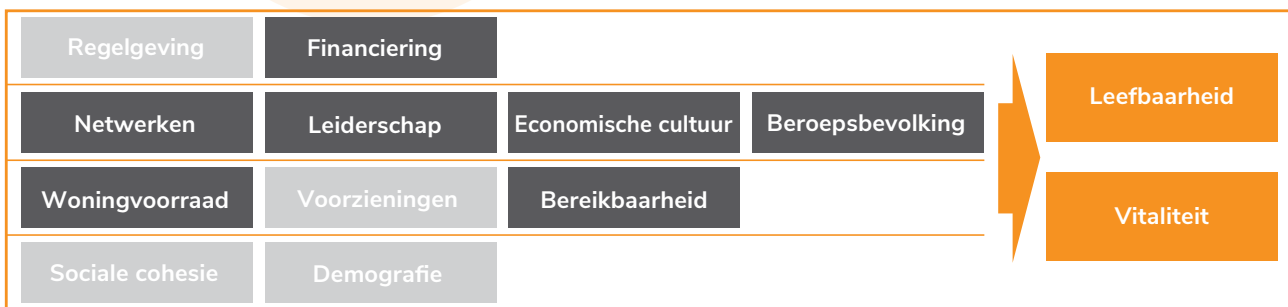 Regelgeving
Financiering
Netwerken
Leiderschap
Economische cultuur
Beroepsbevolking
Woningvoorraad
Voorzieningen
Bereikbaarheid
Sociale cohesie
Demografie
Leefbaarheid
Vitaliteit